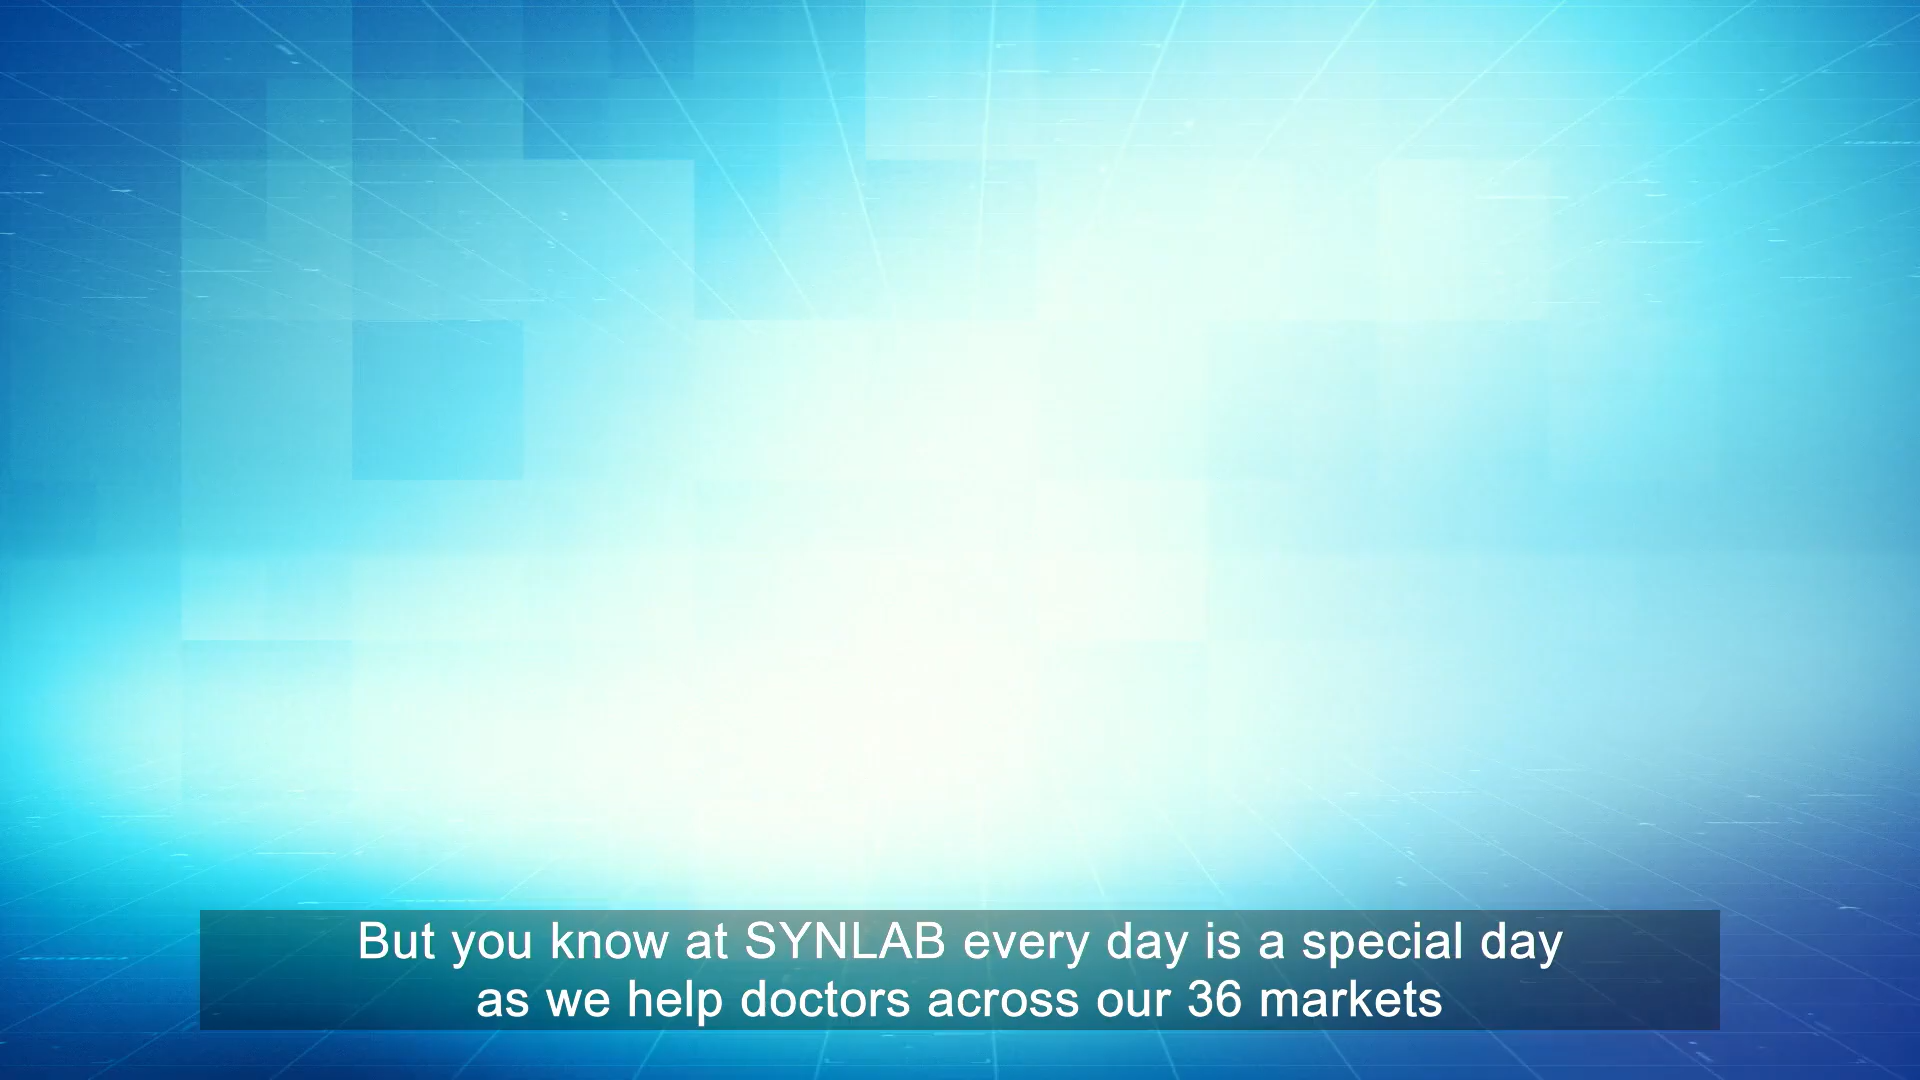 But you know at SYNLAB every day is a special day
as we help doctors across our 36 markets